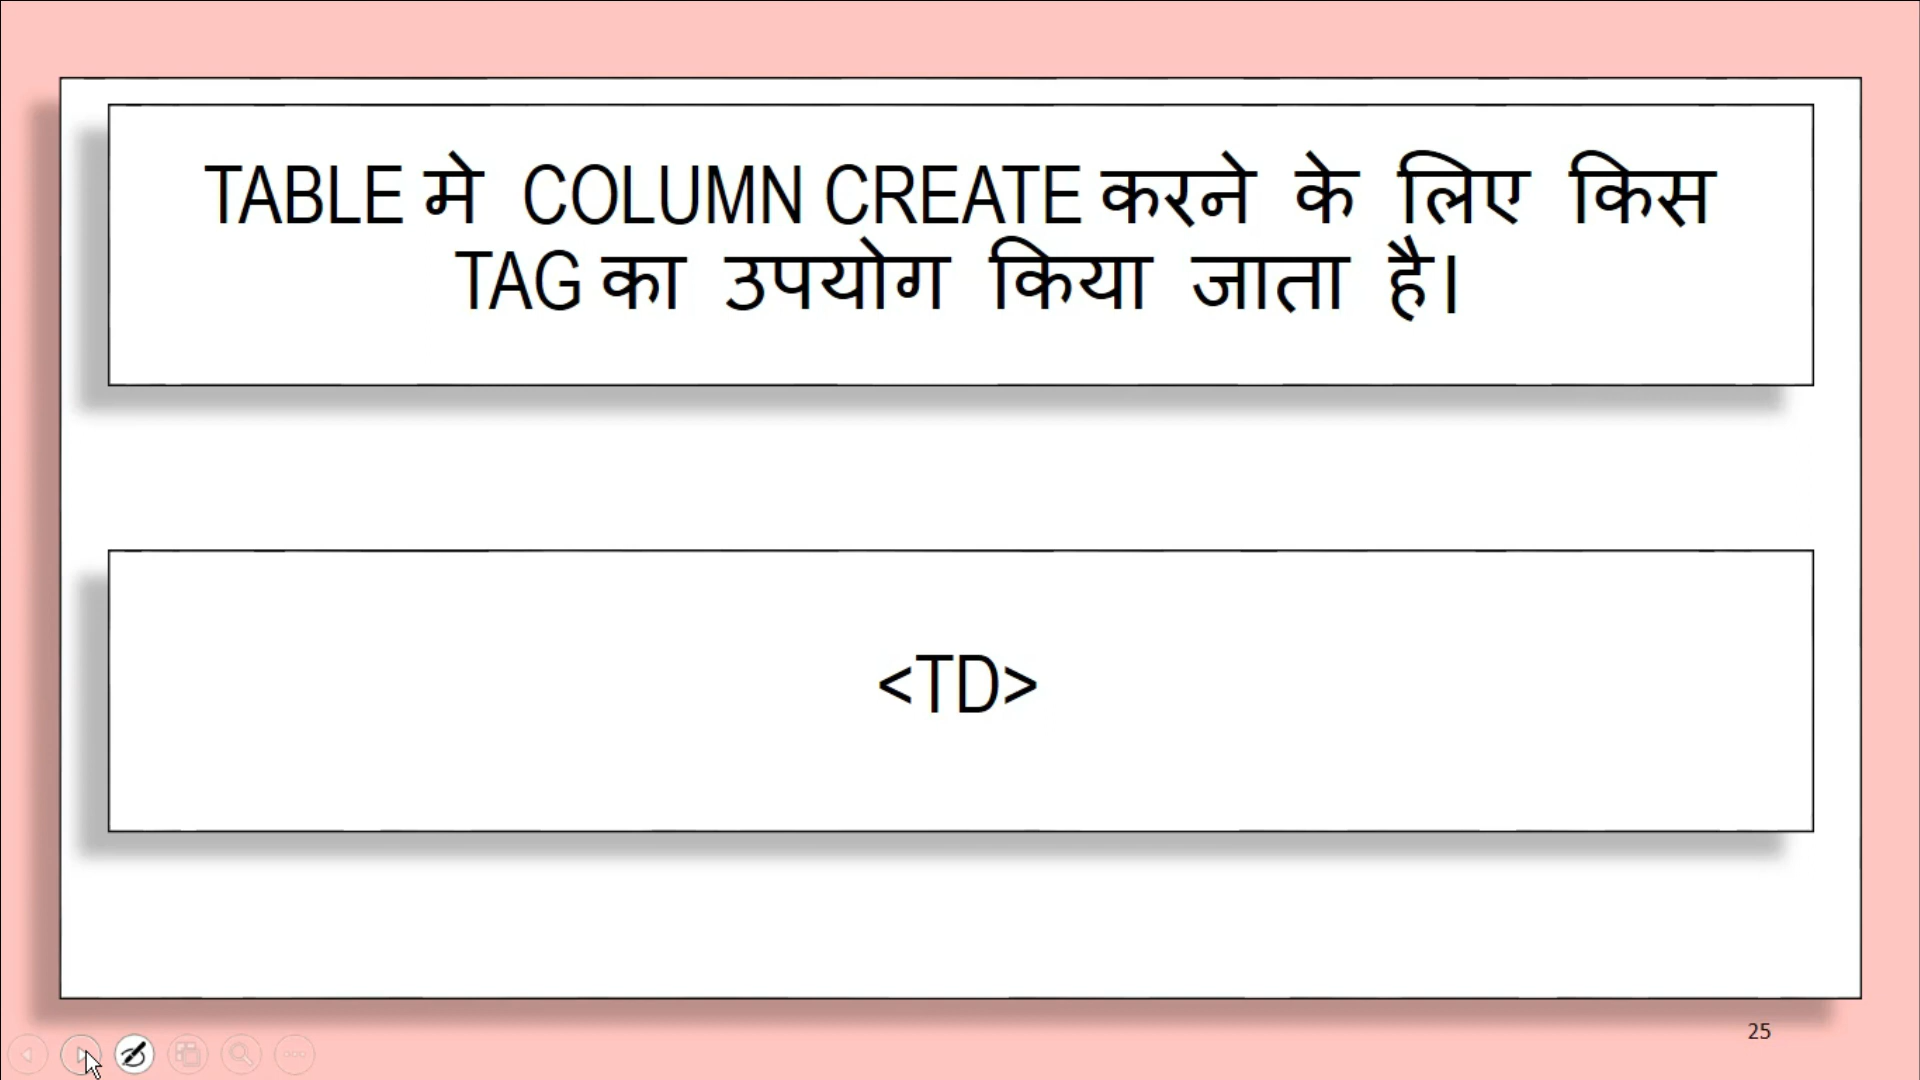 TABLE मे COLUMN CREATE करने के लिए किस
TAG का उपयोग किया जाता है।
<TD>
25